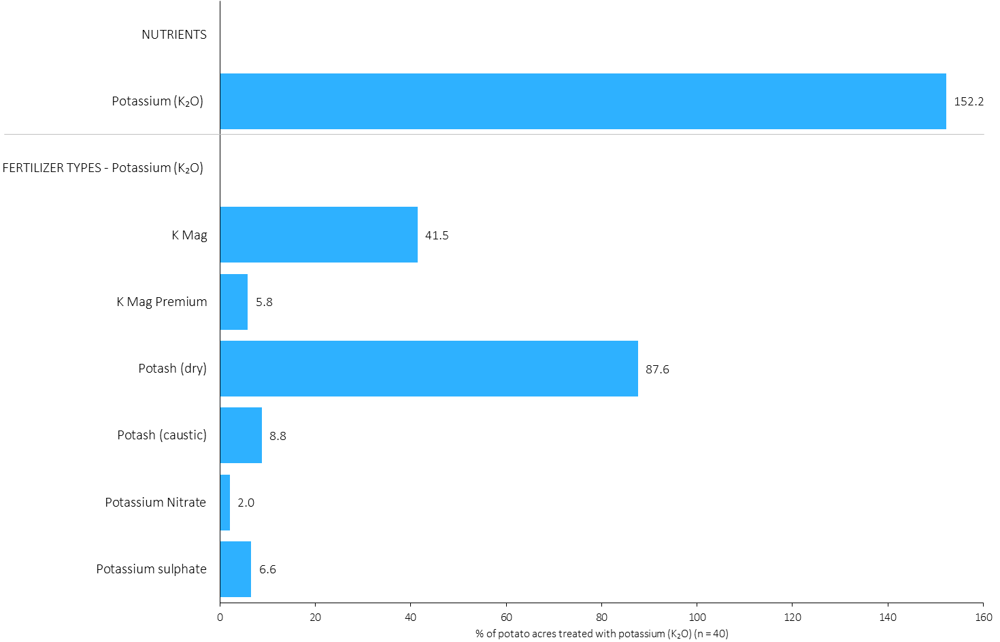 NUTRIENTS
Potassium (K₂O)
152.2
FERTILIZER TYPES - Potassium (K₂O)
K Mag
41.5
K Mag Premium
5.8
Potash (dry)
87.6
Potash (caustic)
8.8
Potassium Nitrate
2.0
Potassium sulphate
6.6
0 20 40 60 80 100 120 140 160
% of potato acres treated with potassium (K₂O) (n = 40)